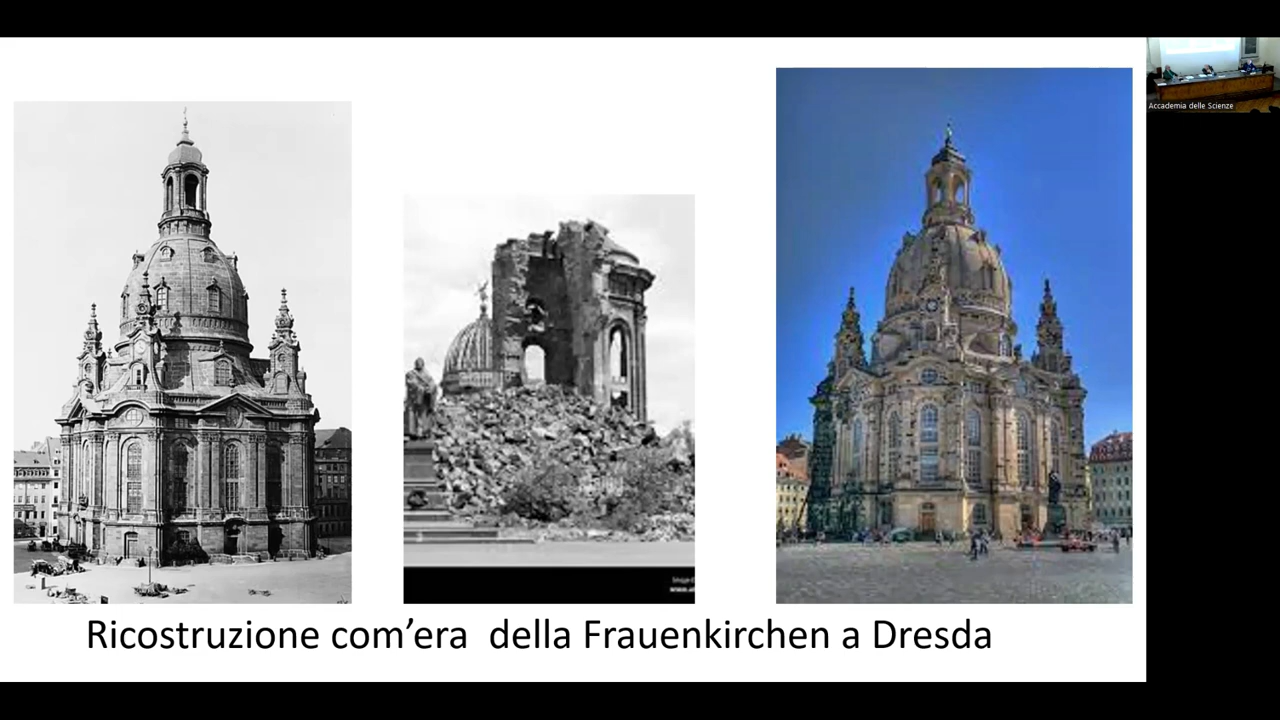 Accademia delle Scienze
Ricostruzione com’era della Frauenkirchen a Dresda